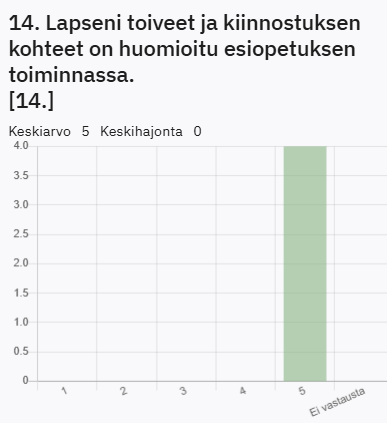 14. Lapseni toiveet ja kiinnostuksen
kohteet on huomioitu esiopetuksen
toiminnassa.
[14.]
Keskiarvo 5 Keskihajonta 0
4.0
3.5
3.0
2.5
2.0
1.5
1.0
0.5
0
1 2 3 4 5 Ei vastausta